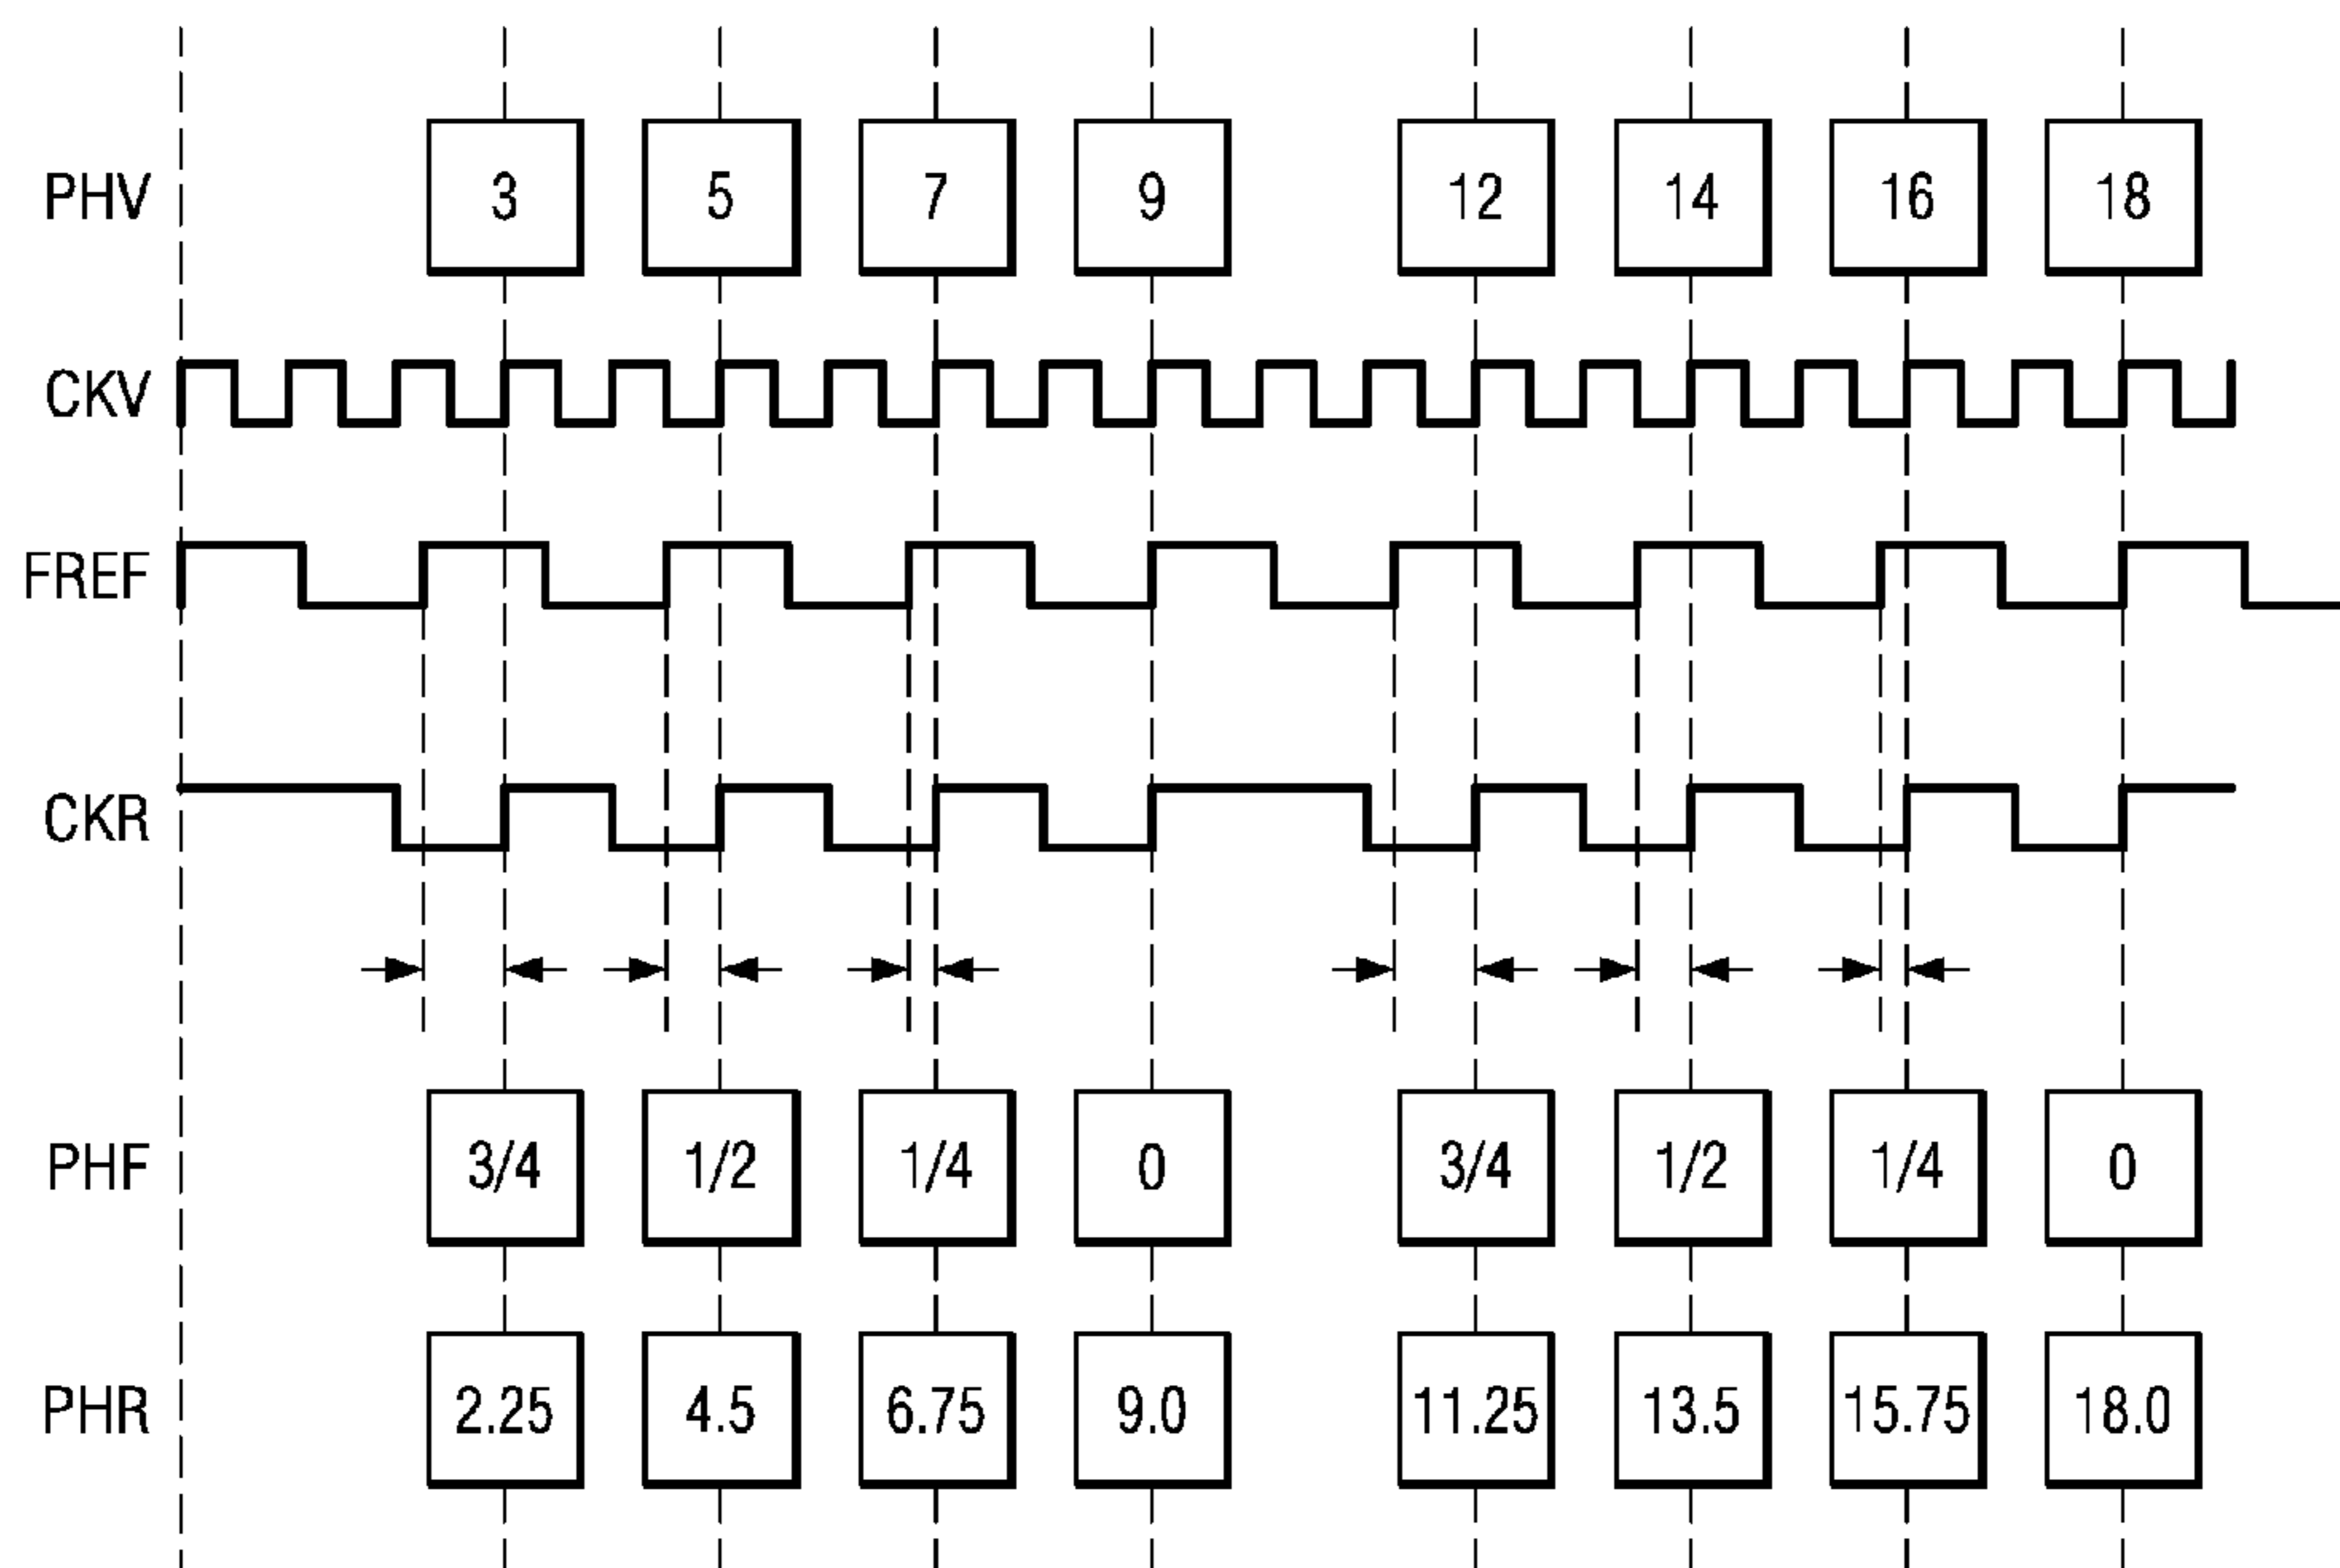 PHV 3 5 7 9 12 14 16 18
CKV
FREF
CKR
PHF 3/4 1/2 1/4 0 3/4 1/2 1/4 0
PHR 2.25 4.5 6.75 9.0 11.25 13.5 15.75 18.0